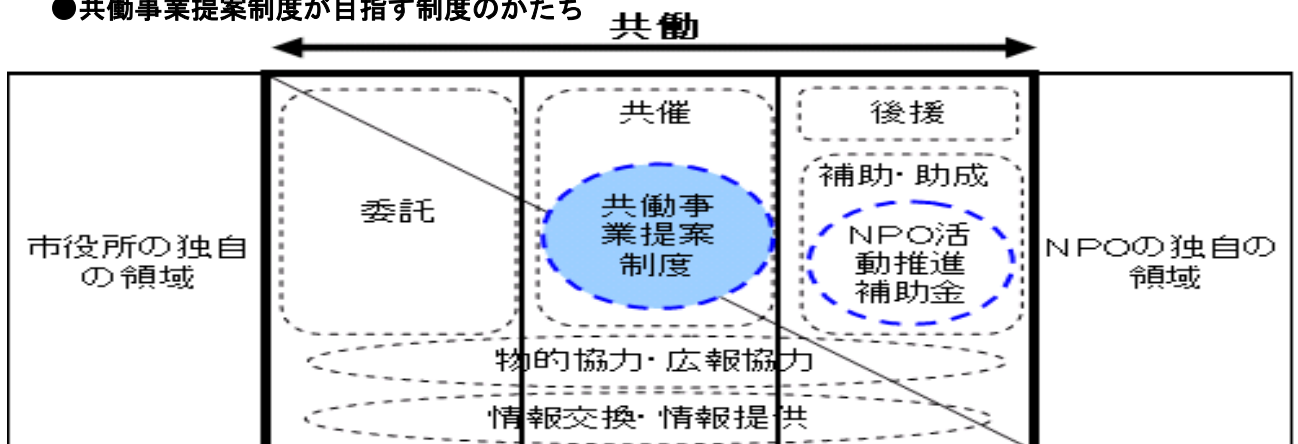 ●共働事業提案制度が目指す制度のかたち
共働
共催
後援
補助・助成
委託
共働事
業提案
制度
NPO活
動推進
補助金
市役所の独自
の領域
NPOの独自の
領域
物的協力・広報協力
情報交換・情報提供